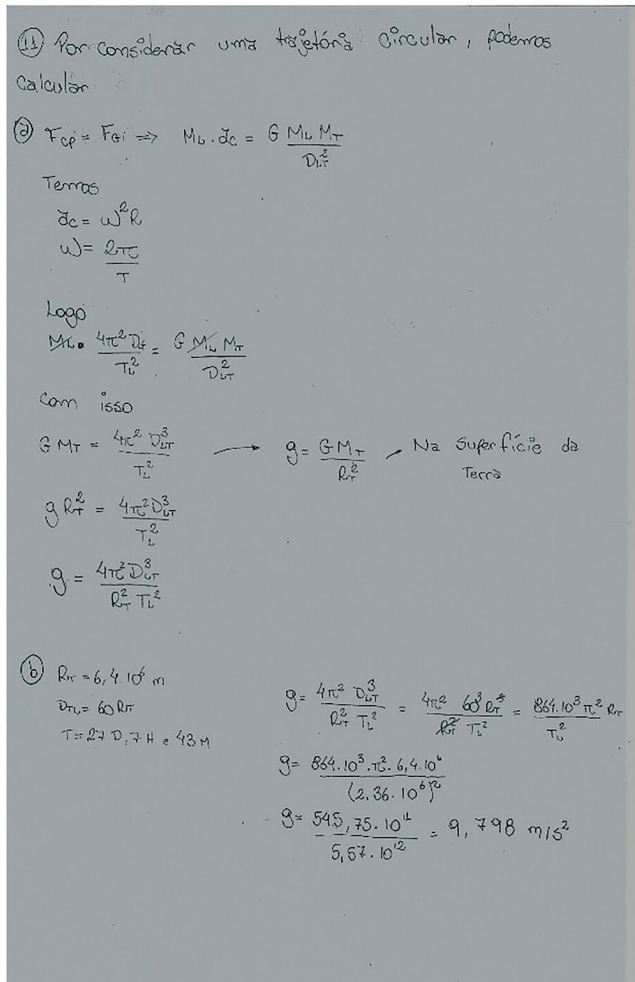 11 Por considerar uma trajetória circular, podemos
calcular
a) Fcp = FGi => ML . ac = G ML MT / DLT²
Temos
ac = ω²R
ω = 2π / T
Logo
ML . 4π² DLT / TL² = G ML MT / DLT²
Com isso
G MT = 4π² DLT³ / TL² → g = G MT / RT² Na superfície da
Terra
g RT² = 4π² DLT³ / TL²
g = 4π² DLT³ / RT² TL²
b) RT = 6,4.10⁶ m
DTL = 60 RT
T = 27 D, 7 H e 43 M
g = 4π² DLT³ / RT² TL² = 4π² 60³ RT³ / RT² TL² = 864.10³ π² RT / TL²
g = 864.10³ . π² . 6,4.10⁶ / (2,36.10⁶)²
g = 545,75.10¹¹ / 5,57.10¹² = 9,798 m/s²